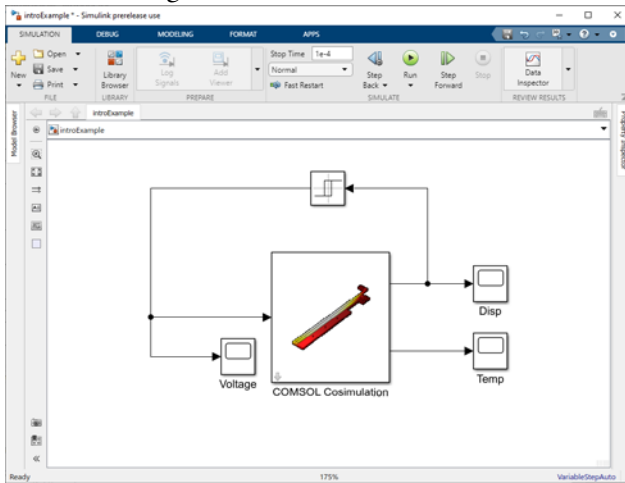 introExample * - Simulink prerelease use
SIMULATION DEBUG MODELING FORMAT APPS
New
Open
Save
Print
FILE
Library Browser
LIBRARY
Log Signals
Add Viewer
PREPARE
Stop Time 1e-4
Normal
Fast Restart
Step Back
Run
Step Forward
Stop
SIMULATE
Data Inspector
REVIEW RESULTS
Model Browser
introExample
introExample
Property Inspector
Disp
Temp
Voltage
COMSOL Cosimulation
Ready 175% VariableStepAuto